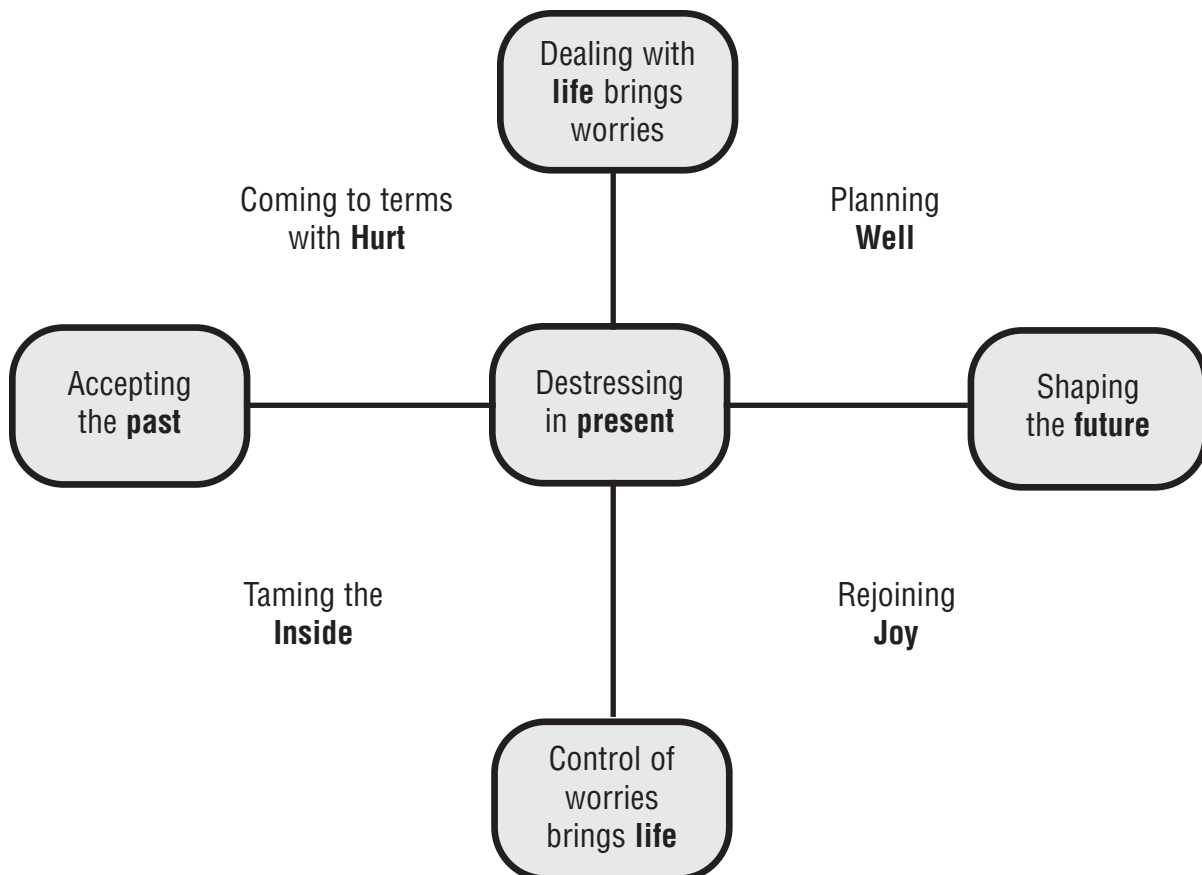 Dealing with
life brings
worries
Coming to terms
with Hurt
Planning
Well
Accepting
the past
Destressing
in present
Shaping
the future
Taming the
Inside
Rejoining
Joy
Control of
worries
brings life